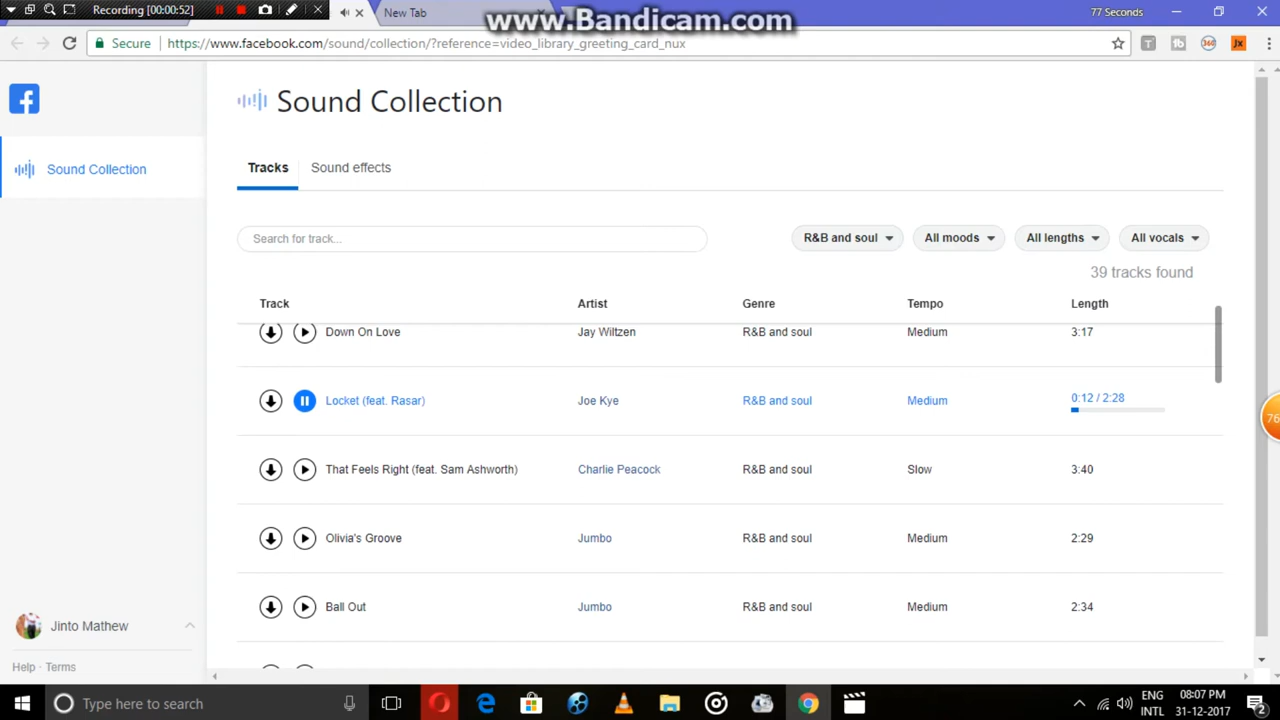 Recording [00:00:52]
New Tab
www.Bandicam.com
77 Seconds
Secure
https://www.facebook.com/sound/collection/?reference=video_library_greeting_card_nux
T
tb
360
Jx
Sound Collection
Sound Collection
Tracks
Sound effects
Search for track...
R&B and soul
All moods
All lengths
All vocals
39 tracks found
Track Artist Genre Tempo Length
Down On Love Jay Wiltzen R&B and soul Medium 3:17
Locket (feat. Rasar) Joe Kye R&B and soul Medium 0:12 / 2:28
That Feels Right (feat. Sam Ashworth) Charlie Peacock R&B and soul Slow 3:40
Olivia's Groove Jumbo R&B and soul Medium 2:29
Ball Out Jumbo R&B and soul Medium 2:34
76
Jinto Mathew
Help · Terms
Type here to search
ENG
INTL
08:07 PM
31-12-2017
2